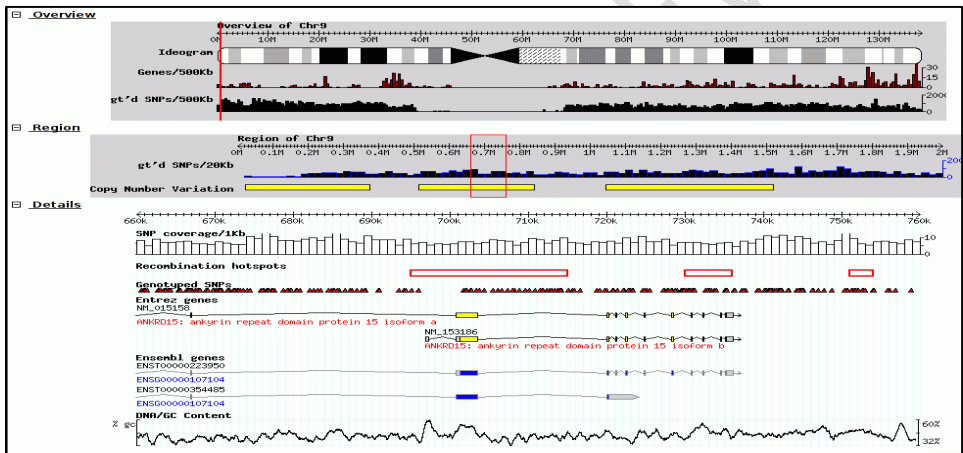 Overview
Overview of Chr9
0M 10M 20M 30M 40M 50M 60M 70M 80M 90M 100M 110M 120M 130M
Ideogram
Genes/500Kb
30
15
0
gt'd SNPs/500Kb
2000
0
Region
Region of Chr9
0M 0.1M 0.2M 0.3M 0.4M 0.5M 0.6M 0.7M 0.8M 0.9M 1M 1.1M 1.2M 1.3M 1.4M 1.5M 1.6M 1.7M 1.8M 1.9M 2M
gt'd SNPs/20Kb
200
0
Copy Number Variation
Details
660k 670k 680k 690k 700k 710k 720k 730k 740k 750k 760k
SNP coverage/1Kb
10
0
Recombination hotspots
Genotyped SNPs
Entrez genes
NM_015158
ANKRD15: ankyrin repeat domain protein 15 isoform a
NM_153186
ANKRD15: ankyrin repeat domain protein 15 isoform b
Ensembl genes
ENST00000223950
ENSG00000107104
ENST00000354485
ENSG00000107104
DNA/GC Content
% gc
60%
32%